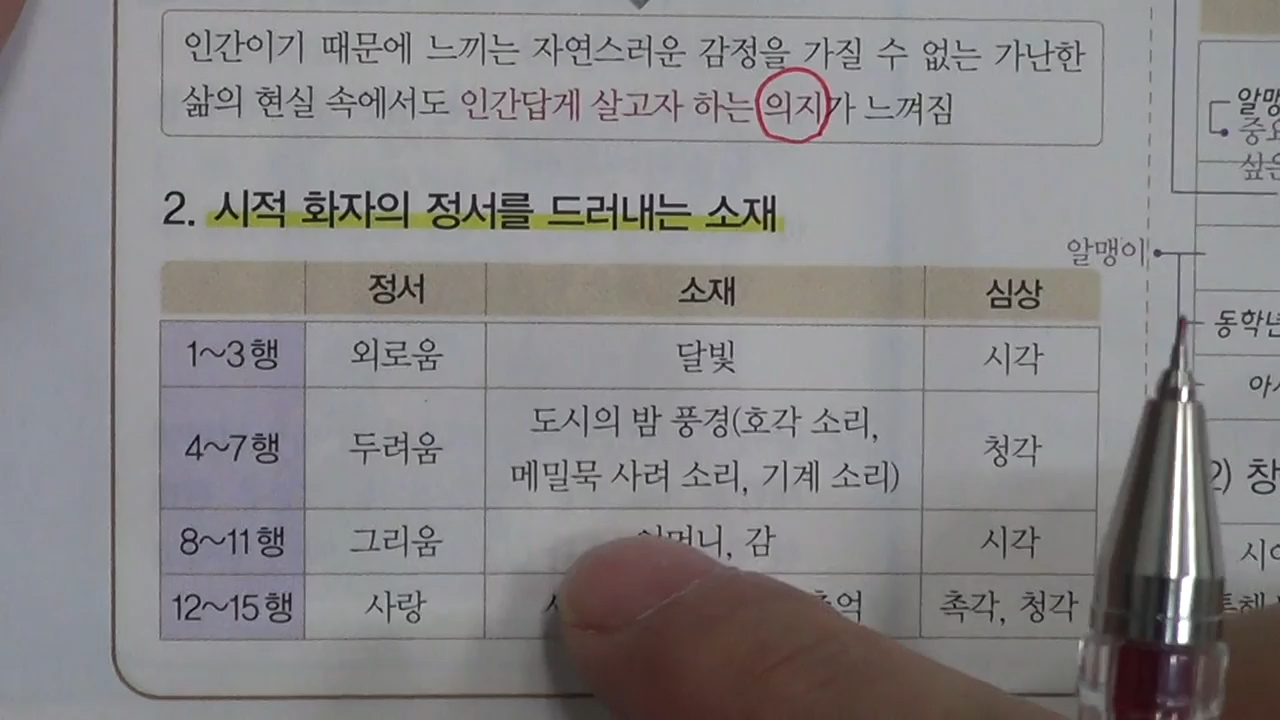 인간이기 때문에 느끼는 자연스러운 감정을 가질 수 없는 가난한
삶의 현실 속에서도 인간답게 살고자 하는 의지가 느껴짐
2. 시적 화자의 정서를 드러내는 소재
정서 소재 심상
1~3행 외로움 달빛 시각
4~7행 두려움 도시의 밤 풍경(호각 소리,
메밀묵 사려 소리, 기계 소리) 청각
8~11행 그리움 감 시각
12~15행 사랑 촉각, 청각
알맹이
동학년
2) 창